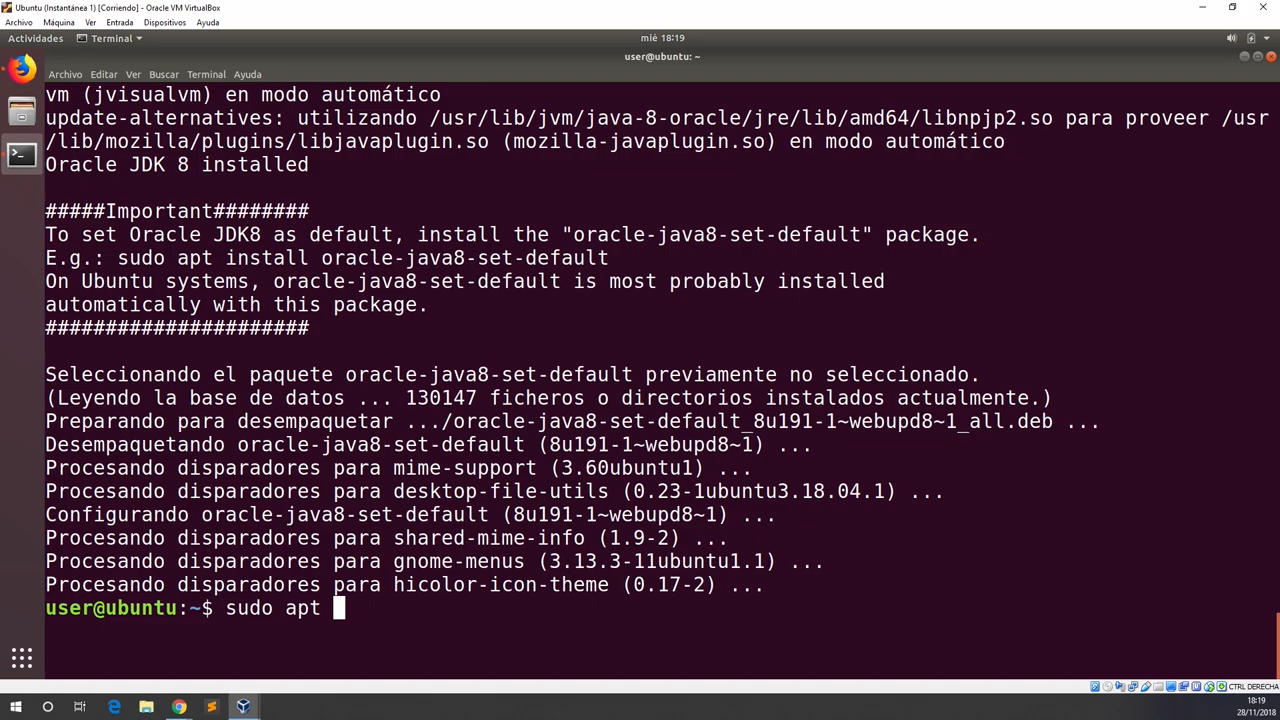 Ubuntu (Instantánea 1) [Corriendo] - Oracle VM VirtualBox
Archivo Máquina Ver Entrada Dispositivos Ayuda
Actividades Terminal mié 18:19
user@ubuntu: ~
Archivo Editar Ver Buscar Terminal Ayuda
vm (jvisualvm) en modo automático
update-alternatives: utilizando /usr/lib/jvm/java-8-oracle/jre/lib/amd64/libnpjp2.so para proveer /usr
/lib/mozilla/plugins/libjavaplugin.so (mozilla-javaplugin.so) en modo automático
Oracle JDK 8 installed
#####Important########
To set Oracle JDK8 as default, install the "oracle-java8-set-default" package.
E.g.: sudo apt install oracle-java8-set-default
On Ubuntu systems, oracle-java8-set-default is most probably installed
automatically with this package.
######################
Seleccionando el paquete oracle-java8-set-default previamente no seleccionado.
(Leyendo la base de datos ... 130147 ficheros o directorios instalados actualmente.)
Preparando para desempaquetar .../oracle-java8-set-default_8u191-1~webupd8~1_all.deb ...
Desempaquetando oracle-java8-set-default (8u191-1~webupd8~1) ...
Procesando disparadores para mime-support (3.60ubuntu1) ...
Procesando disparadores para desktop-file-utils (0.23-1ubuntu3.18.04.1) ...
Configurando oracle-java8-set-default (8u191-1~webupd8~1) ...
Procesando disparadores para shared-mime-info (1.9-2) ...
Procesando disparadores para gnome-menus (3.13.3-11ubuntu1.1) ...
Procesando disparadores para hicolor-icon-theme (0.17-2) ...
user@ubuntu:~$ sudo apt
CTRL DERECHA
18:19
28/11/2018